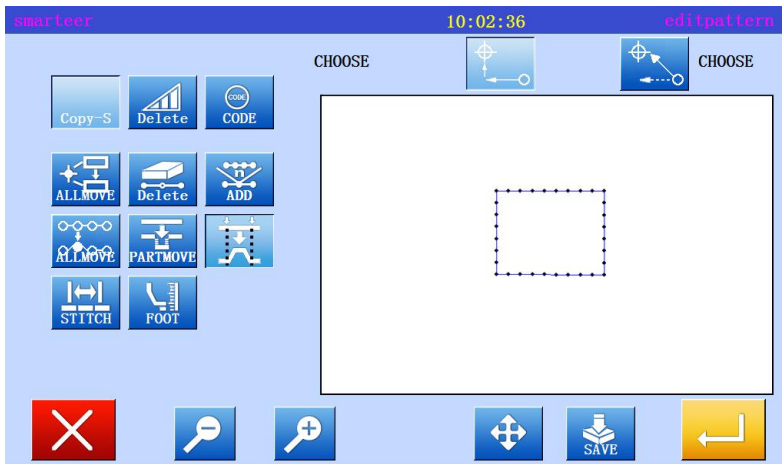 smarteer 10:02:36 editpattern
CHOOSE CHOOSE
Copy-S Delete CODE CODE
ALLMOVE Delete n ADD
ALLMOVE PARTMOVE
STITCH FOOT
SAVE